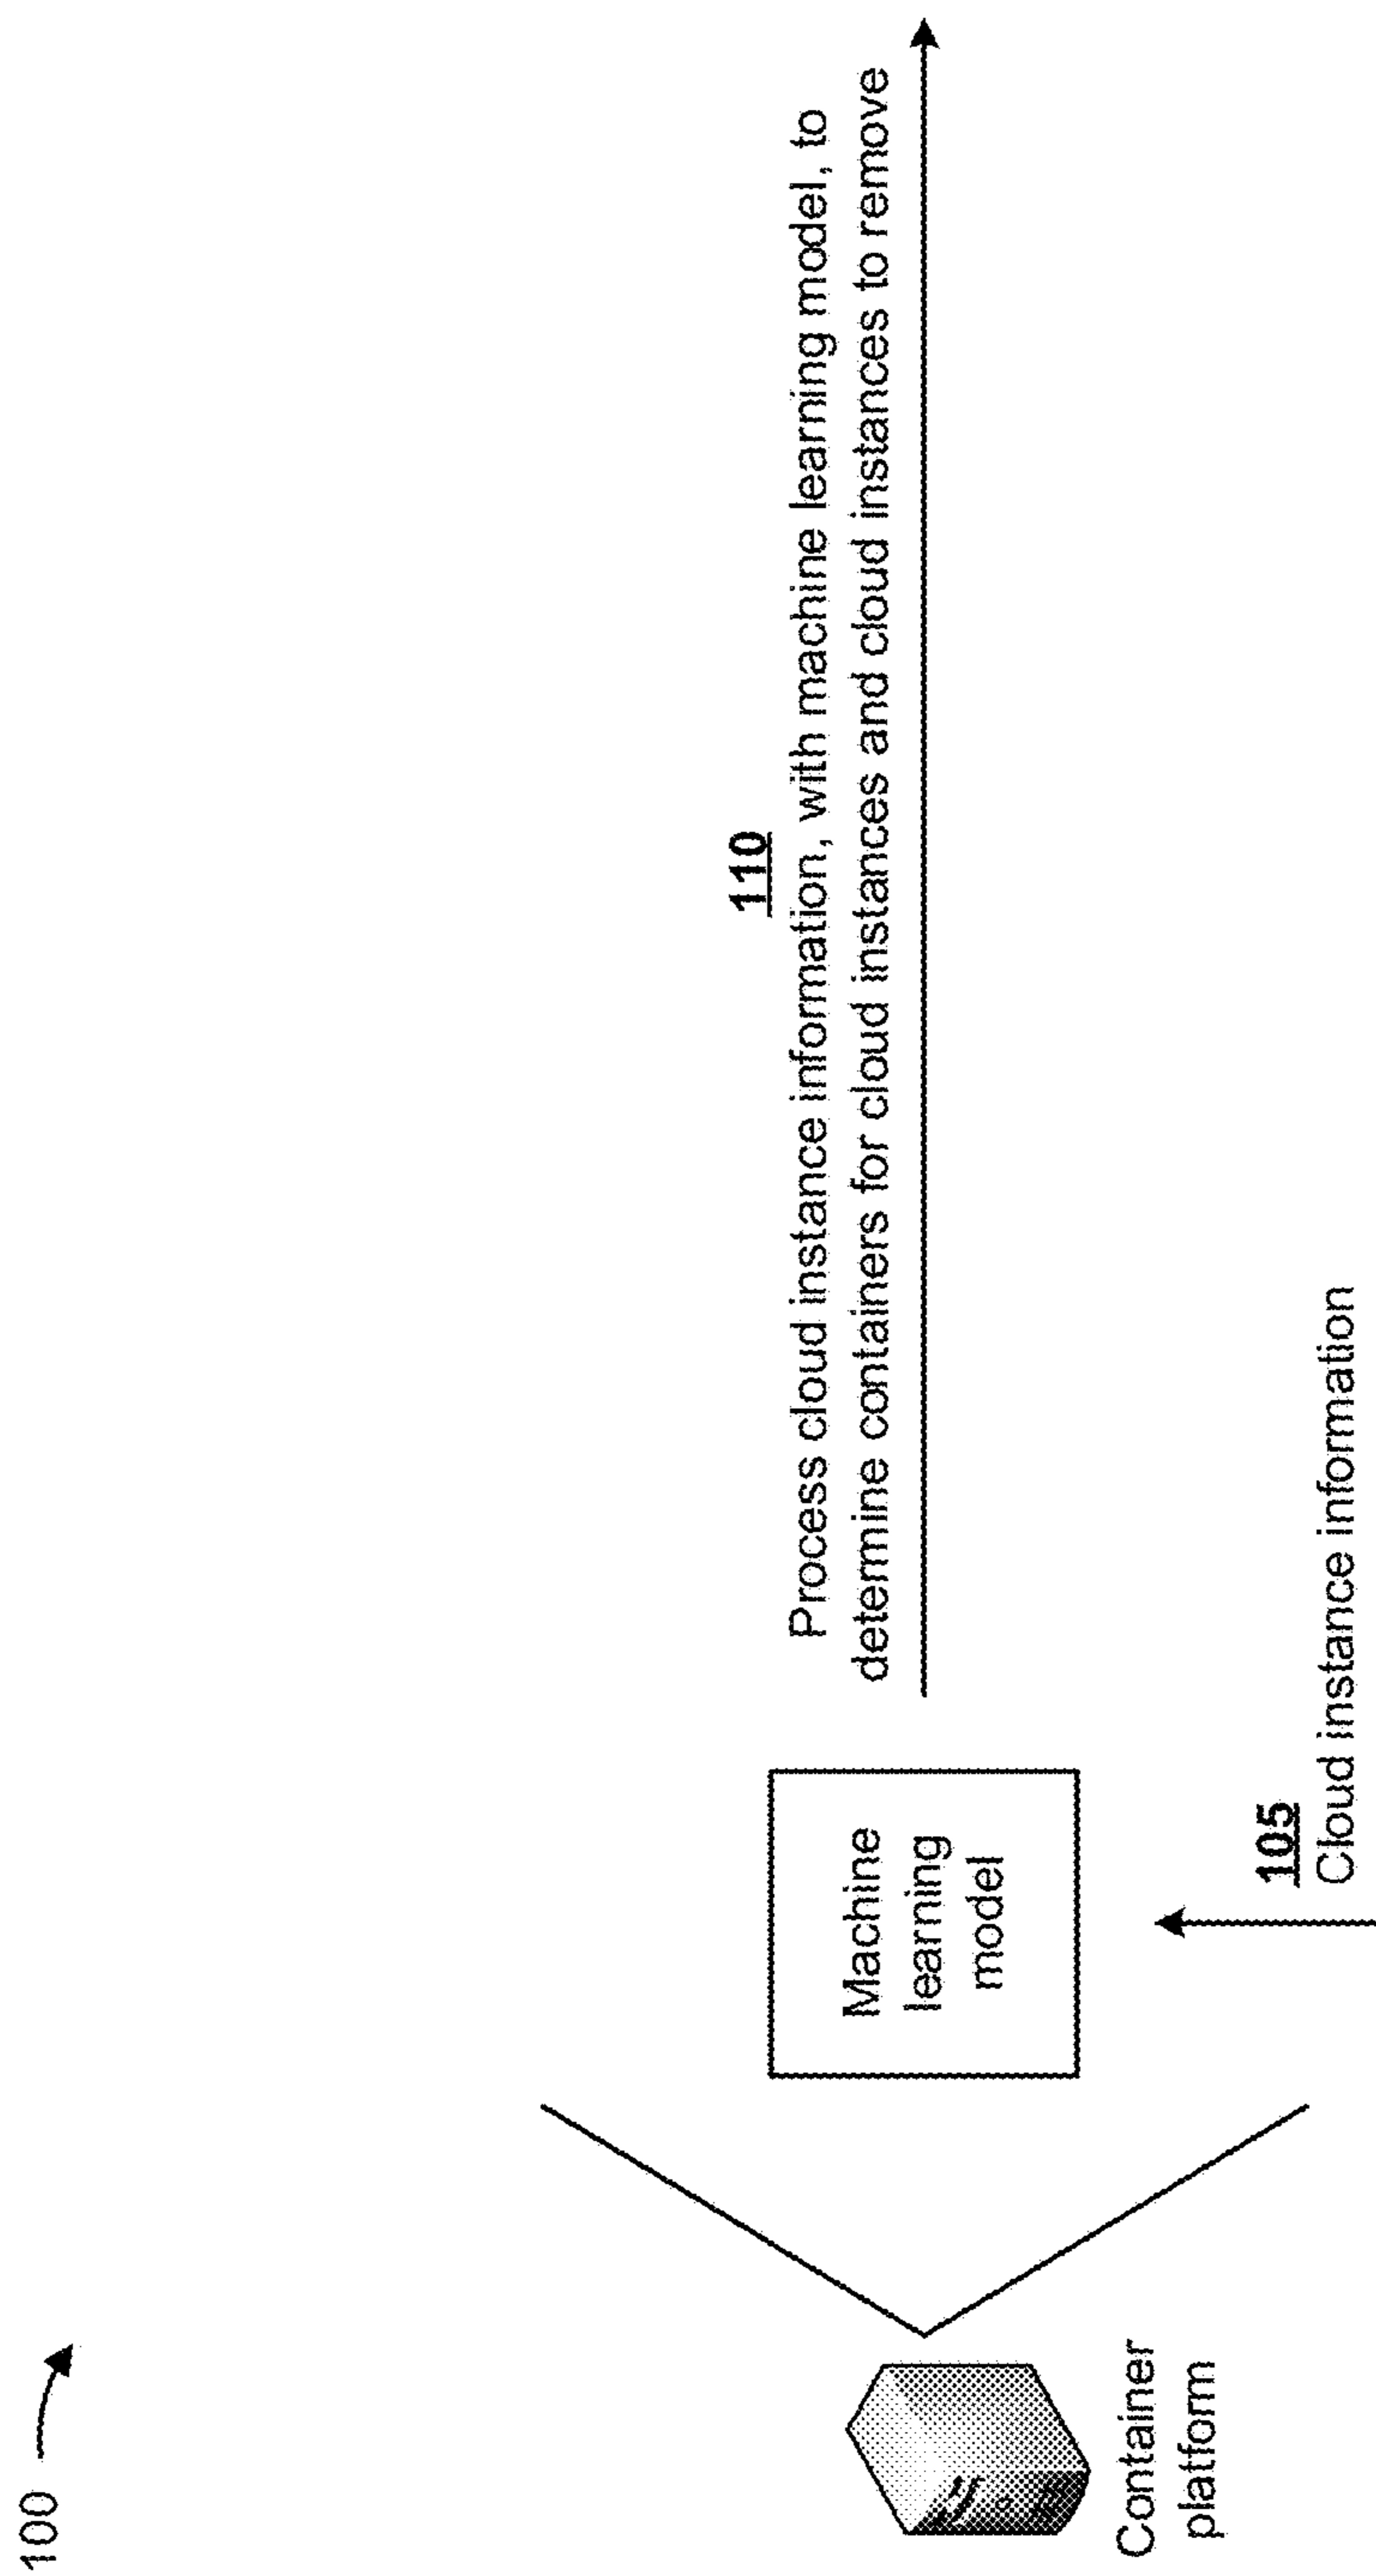 100
110
Process cloud instance information, with machine learning model, to
determine containers for cloud instances and cloud instances to remove
Machine
learning
model
105
Cloud instance information
Container
platform